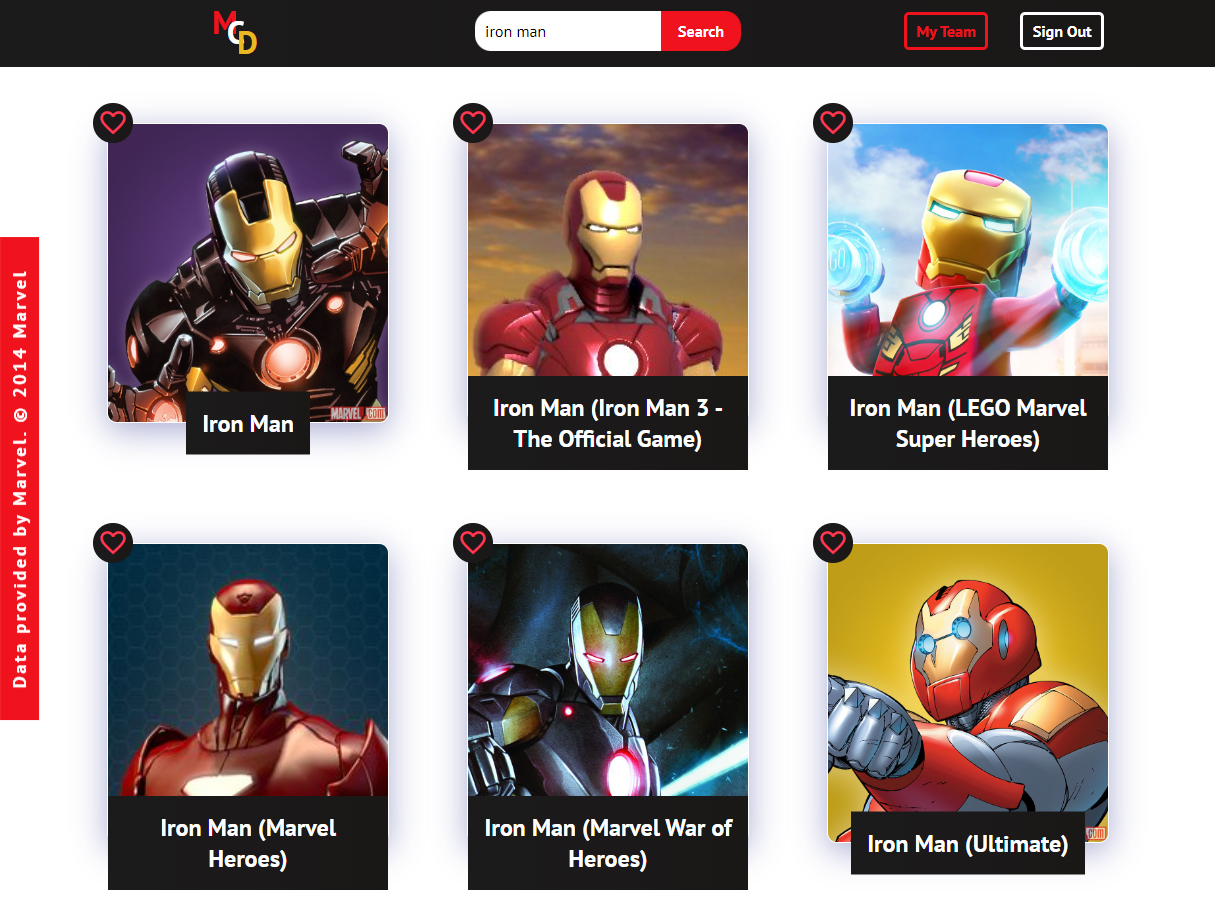 MCD
iron man
Search
My Team
Sign Out
Data provided by Marvel. © 2014 Marvel
MARVEL .com
Iron Man
Iron Man (Iron Man 3 -
The Official Game)
GO
Iron Man (LEGO Marvel
Super Heroes)
Iron Man (Marvel
Heroes)
Iron Man (Marvel War of
Heroes)
.com
Iron Man (Ultimate)